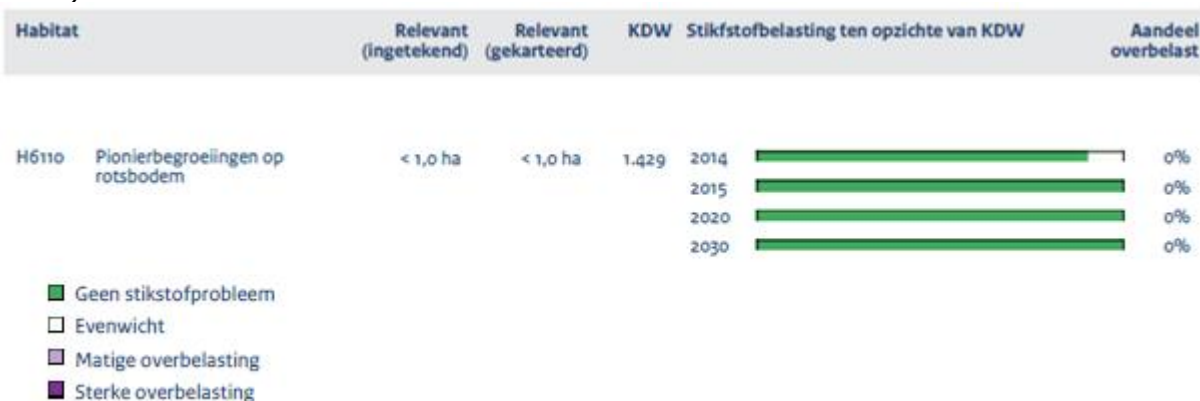 Habitat Relevant Relevant KDW Stikfstofbelasting ten opzichte van KDW Aandeel
(ingetekend) (gekarteerd) overbelast
H6110 Pionierbegroeiingen op < 1,0 ha < 1,0 ha 1.429 2014 0%
rotsbodem
2015 0%
2020 0%
2030 0%
Geen stikstofprobleem
Evenwicht
Matige overbelasting
Sterke overbelasting